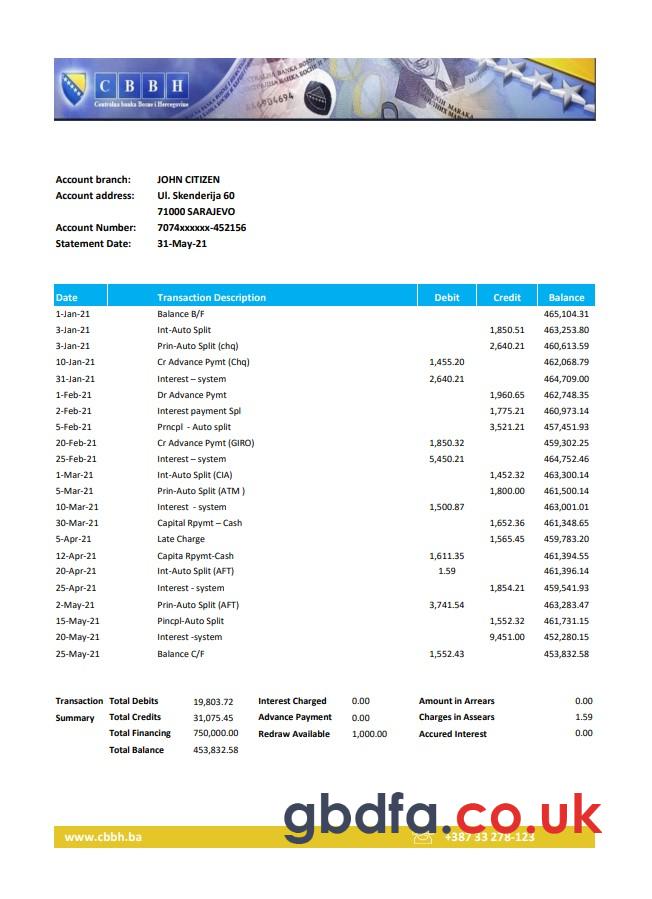 C B B H
Centralna banka Bosne i Hercegovine
Account branch: JOHN CITIZEN
Account address: Ul. Skenderija 60
71000 SARAJEVO
Account Number: 7074xxxxxx-452156
Statement Date: 31-May-21
Date Transaction Description Debit Credit Balance
1-Jan-21 Balance B/F 465,104.31
3-Jan-21 Int-Auto Split 1,850.51 463,253.80
3-Jan-21 Prin-Auto Split (chq) 2,640.21 460,613.59
10-Jan-21 Cr Advance Pymt (Chq) 1,455.20 462,068.79
31-Jan-21 Interest – system 2,640.21 464,709.00
1-Feb-21 Dr Advance Pymt 1,960.65 462,748.35
2-Feb-21 Interest payment Spl 1,775.21 460,973.14
5-Feb-21 Prncpl - Auto split 3,521.21 457,451.93
20-Feb-21 Cr Advance Pymt (GIRO) 1,850.32 459,302.25
25-Feb-21 Interest – system 5,450.21 464,752.46
1-Mar-21 Int-Auto Split (CIA) 1,452.32 463,300.14
5-Mar-21 Prin-Auto Split (ATM ) 1,800.00 461,500.14
10-Mar-21 Interest - system 1,500.87 463,001.01
30-Mar-21 Capital Rpymt – Cash 1,652.36 461,348.65
5-Apr-21 Late Charge 1,565.45 459,783.20
12-Apr-21 Capita Rpymt-Cash 1,611.35 461,394.55
20-Apr-21 Int-Auto Split (AFT) 1.59 461,396.14
25-Apr-21 Interest - system 1,854.21 459,541.93
2-May-21 Prin-Auto Split (AFT) 3,741.54 463,283.47
15-May-21 Pincpl-Auto Split 1,552.32 461,731.15
20-May-21 Interest -system 9,451.00 452,280.15
25-May-21 Balance C/F 1,552.43 453,832.58
Transaction Total Debits 19,803.72 Interest Charged 0.00 Amount in Arrears 0.00
Summary Total Credits 31,075.45 Advance Payment 0.00 Charges in Assears 1.59
Total Financing 750,000.00 Redraw Available 1,000.00 Accured Interest 0.00
Total Balance 453,832.58
gbdfa.co.uk
www.cbbh.ba +387 33 278-123